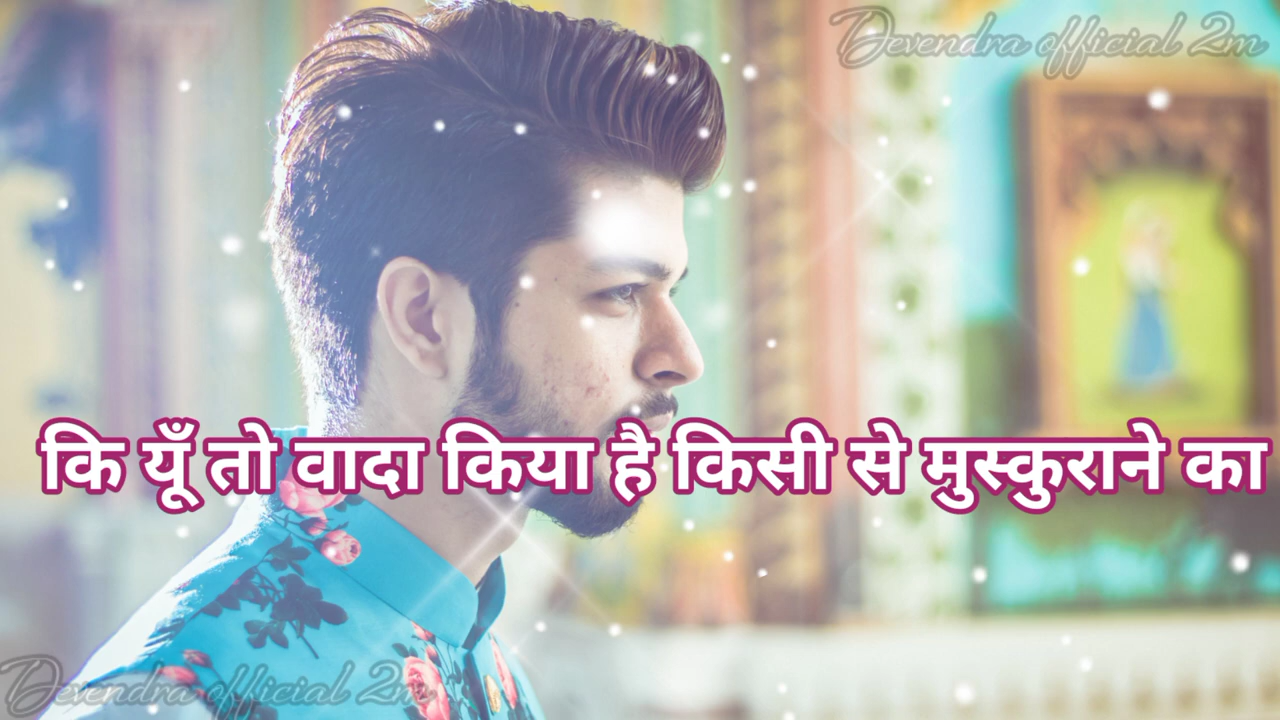 Devendra official 2m
कि यूँ तो वादा किया है किसी से मुस्कुराने का
Devendra official 2m